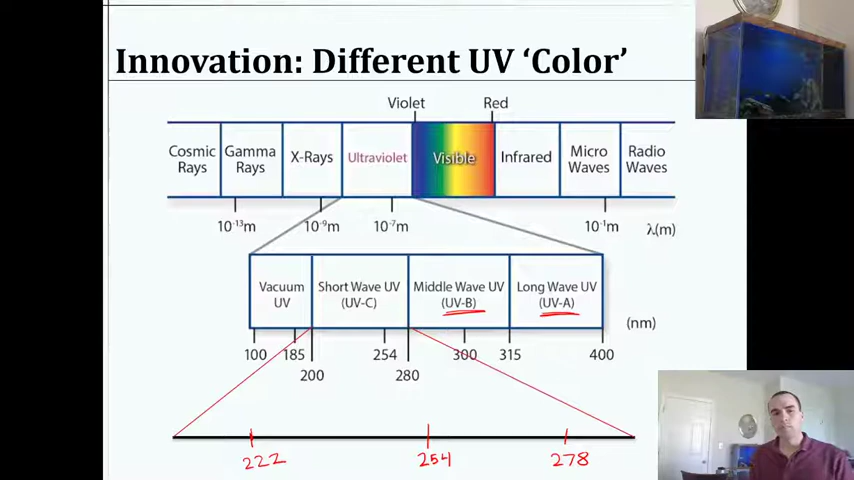 Innovation: Different UV ‘Color’
Violet Red
Cosmic Rays Gamma Rays X-Rays Ultraviolet Visible Infrared Micro Waves Radio Waves
10-13m 10-9m 10-7m 10-1m λ(m)
Vacuum UV Short Wave UV (UV-C) Middle Wave UV (UV-B) Long Wave UV (UV-A)
(nm)
100 185 254 300 315 400
200 280
222 254 278